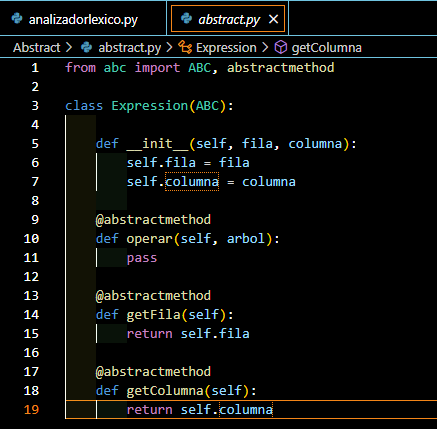 analizadorlexico.py abstract.py ×
Abstract > abstract.py > Expression > getColumna
1 from abc import ABC, abstractmethod
2
3 class Expression(ABC):
4
5     def __init__(self, fila, columna):
6         self.fila = fila
7         self.columna = columna
8
9     @abstractmethod
10     def operar(self, arbol):
11         pass
12
13     @abstractmethod
14     def getFila(self):
15         return self.fila
16
17     @abstractmethod
18     def getColumna(self):
19         return self.columna